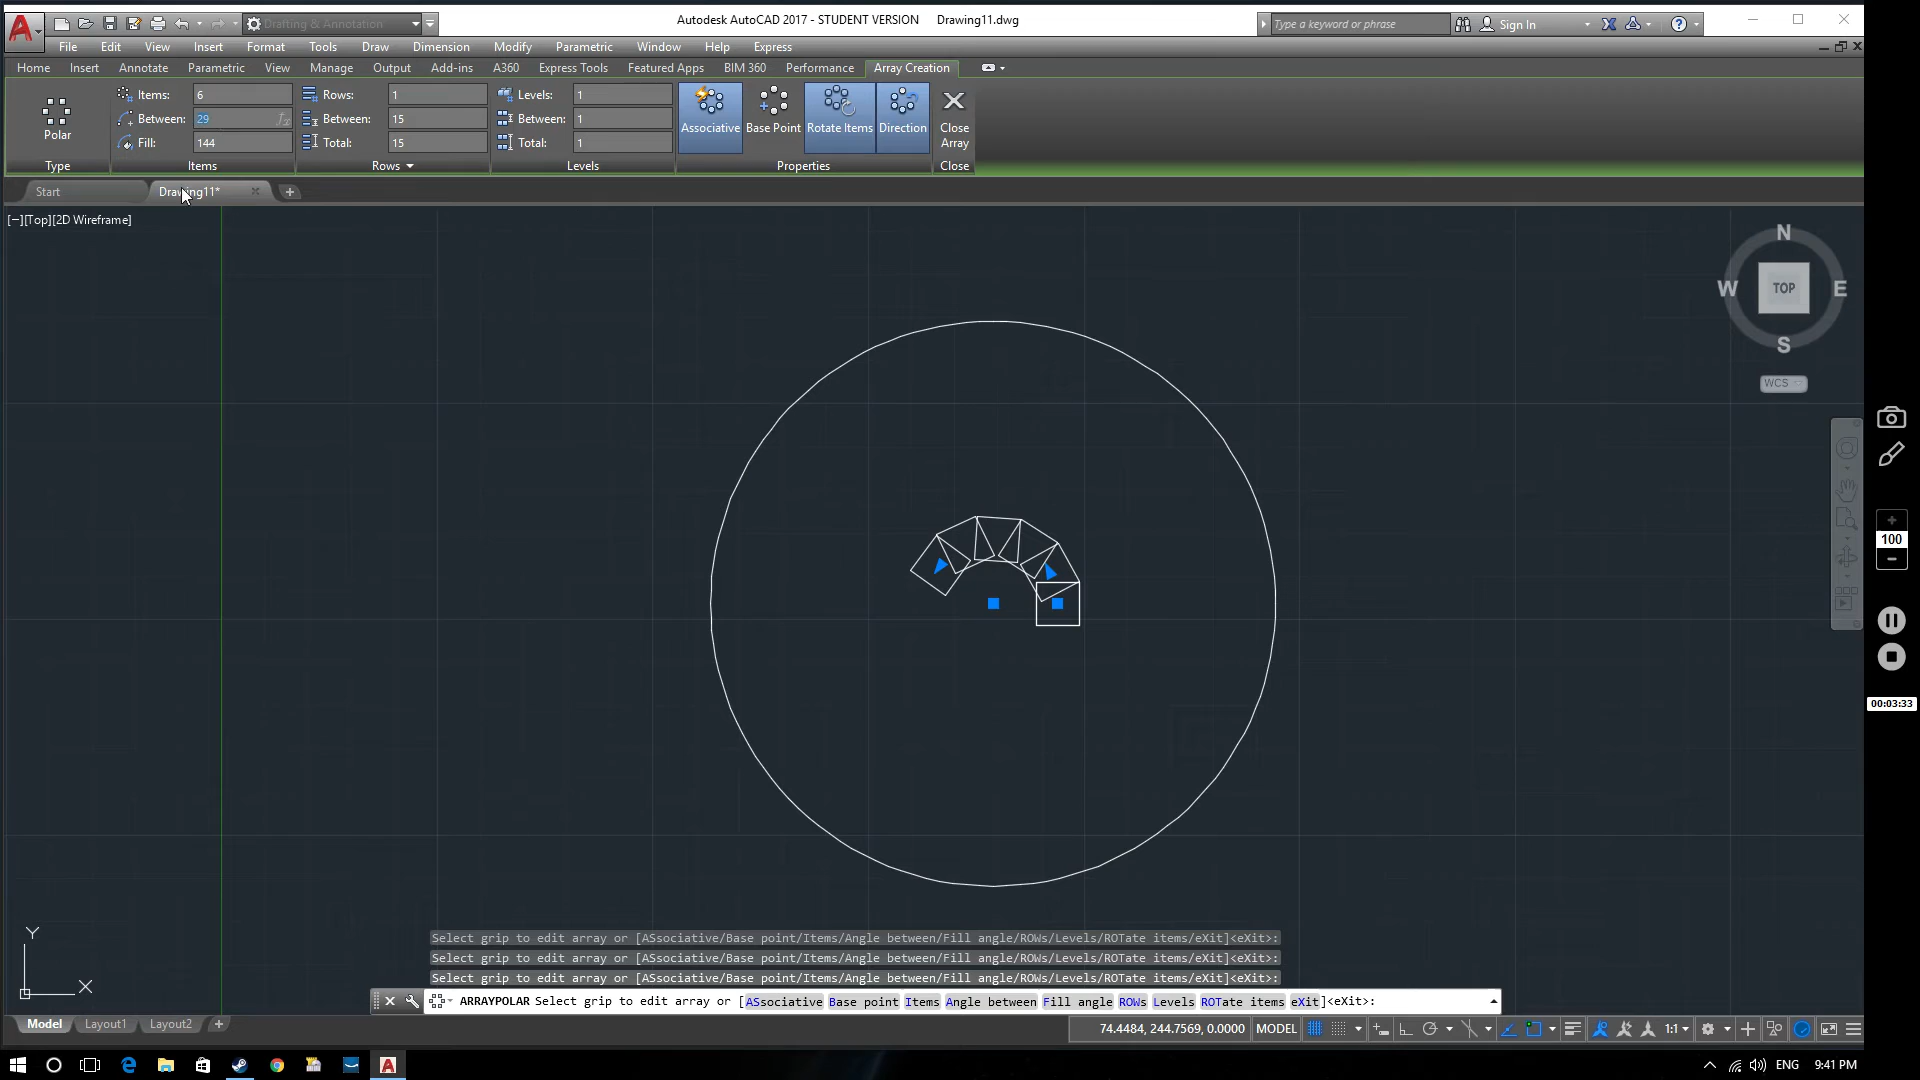 Drafting & Annotation
Autodesk AutoCAD 2017 - STUDENT VERSION Drawing11.dwg
Type a keyword or phrase
Sign In
File Edit View Insert Format Tools Draw Dimension Modify Parametric Window Help Express
Home Insert Annotate Parametric View Manage Output Add-ins A360 Express Tools Featured Apps BIM 360 Performance Array Creation
Items: 6 Rows: 1 Levels: 1
Between: 29 Between: 15 Between: 1
Fill: 144 Total: 15 Total: 1
Polar
Associative Base Point Rotate Items Direction Close Array
Type Items Rows Levels Properties Close
Start Drawing11*
[−][Top][2D Wireframe]
N
W TOP E
S
WCS
100
00:03:33
Y
X
Select grip to edit array or [ASsociative/Base point/Items/Angle between/Fill angle/ROWs/Levels/ROTate items/eXit]<eXit>:
Select grip to edit array or [ASsociative/Base point/Items/Angle between/Fill angle/ROWs/Levels/ROTate items/eXit]<eXit>:
Select grip to edit array or [ASsociative/Base point/Items/Angle between/Fill angle/ROWs/Levels/ROTate items/eXit]<eXit>:
ARRAYPOLAR Select grip to edit array or [ASsociative Base point Items Angle between Fill angle ROWs Levels ROTate items eXit]<eXit>:
Model Layout1 Layout2
74.4484, 244.7569, 0.0000 MODEL 1:1
ENG 9:41 PM